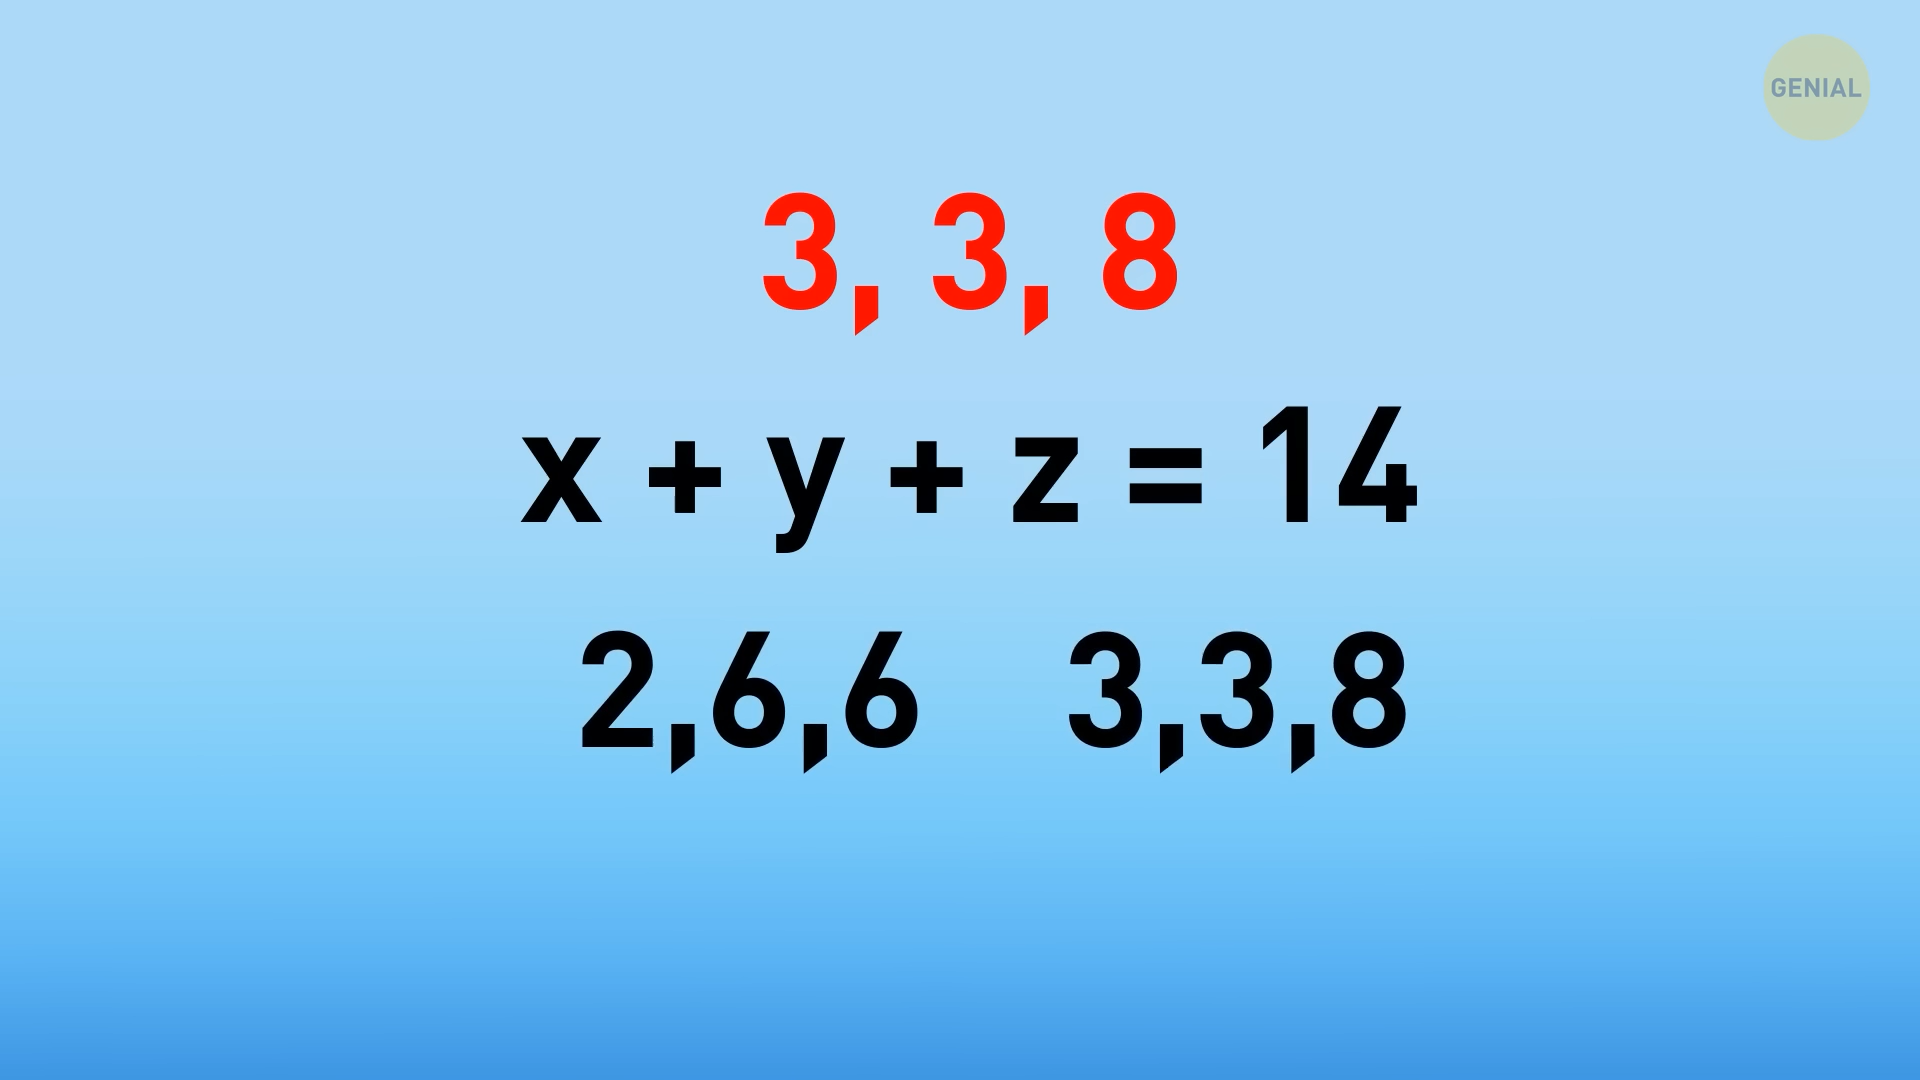 GENIAL
3, 3, 8
x + y + z = 14
2,6,6 3,3,8